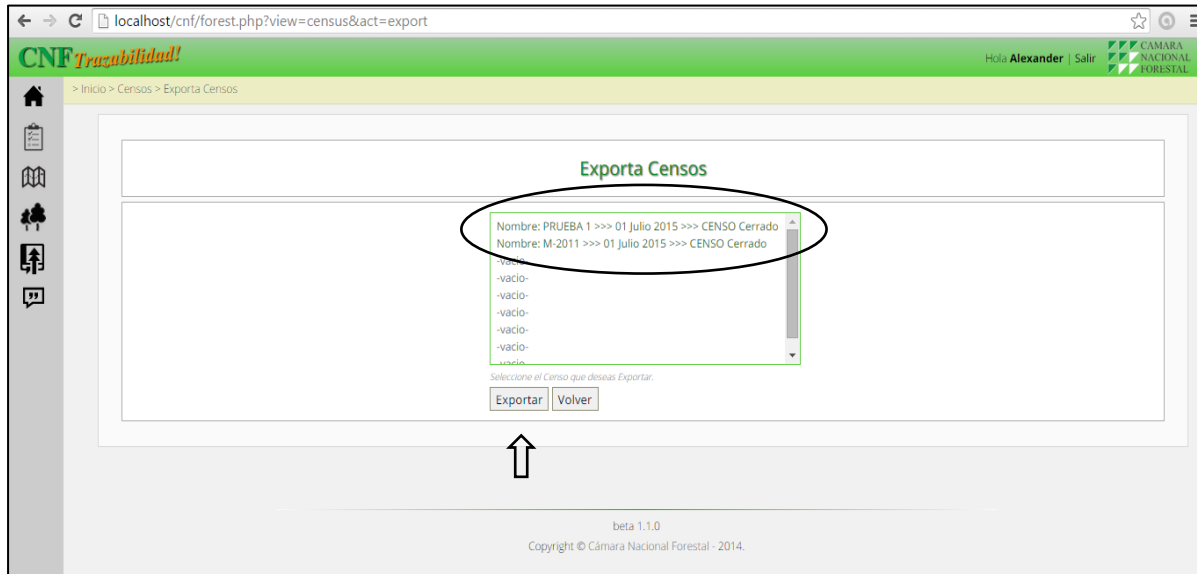 localhost/cnf/forest.php?view=census&act=export
CNF Trazabilidad!
Hola Alexander | Salir
CAMARA
NACIONAL
FORESTAL
> Inicio > Censos > Exporta Censos
Exporta Censos
Nombre: PRUEBA 1 >>> 01 Julio 2015 >>> CENSO Cerrado
Nombre: M-2011 >>> 01 Julio 2015 >>> CENSO Cerrado
-vacio-
-vacio-
-vacio-
-vacio-
-vacio-
-vacio-
-vacio-
Seleccione el Censo que deseas Exportar.
Exportar Volver
beta 1.1.0
Copyright © Cámara Nacional Forestal - 2014.